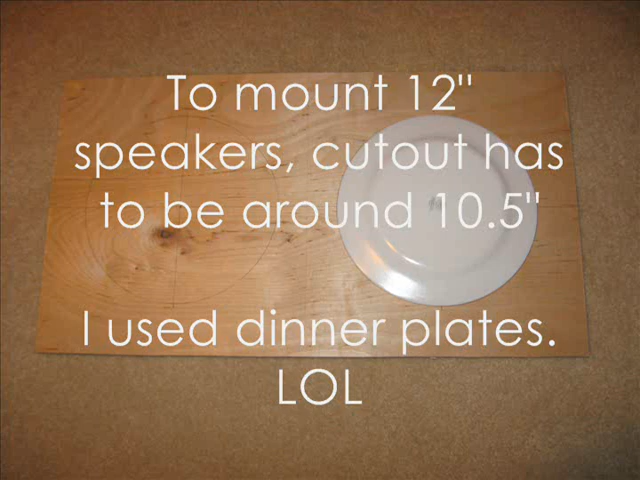 To mount 12"
speakers, cutout has
to be around 10.5"
I used dinner plates.
LOL